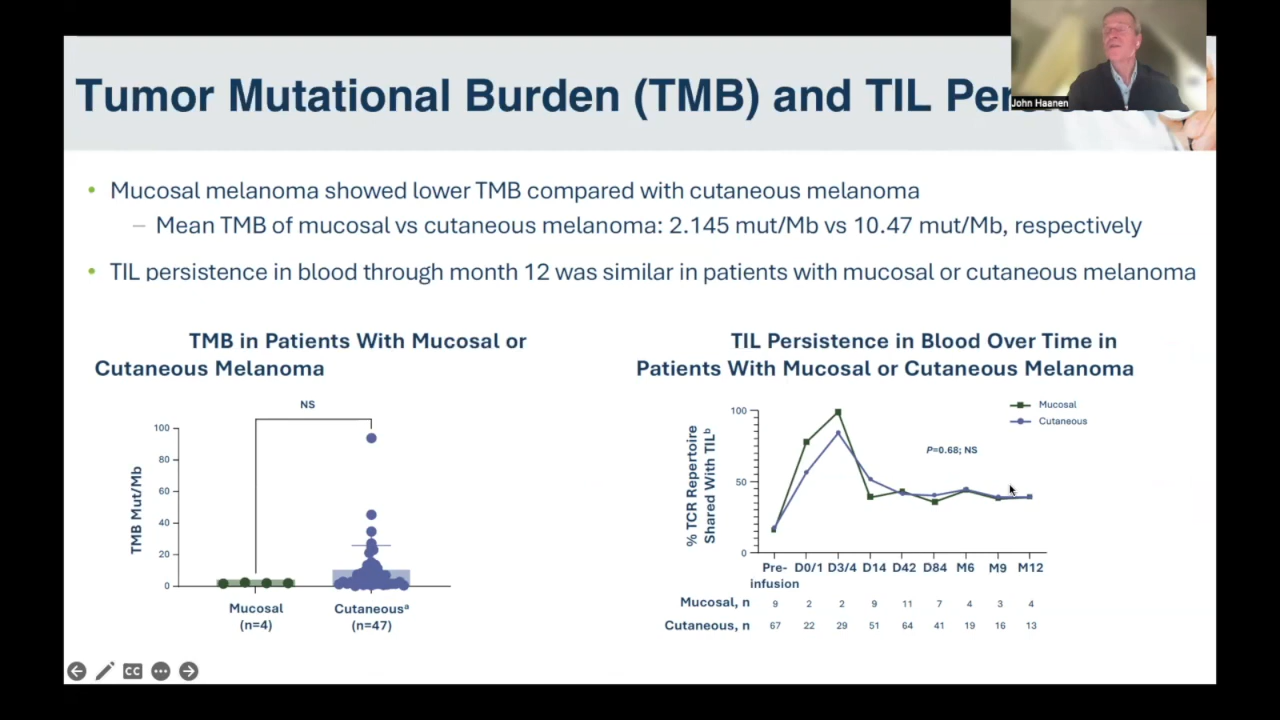 Tumor Mutational Burden (TMB) and TIL
John Haanen
• Mucosal melanoma showed lower TMB compared with cutaneous melanoma
– Mean TMB of mucosal vs cutaneous melanoma: 2.145 mut/Mb vs 10.47 mut/Mb, respectively
• TIL persistence in blood through month 12 was similar in patients with mucosal or cutaneous melanoma
TMB in Patients With Mucosal or
Cutaneous Melanoma
NS
TMB Mut/Mb
100
80
60
40
20
0
Mucosal
(n=4)
Cutaneousᵃ
(n=47)
TIL Persistence in Blood Over Time in
Patients With Mucosal or Cutaneous Melanoma
Mucosal
Cutaneous
P=0.68; NS
% TCR Repertoire
Shared With TILᵇ
100
50
0
Pre-infusion D0/1 D3/4 D14 D42 D84 M6 M9 M12
Mucosal, n 9 2 2 9 11 7 4 3 4
Cutaneous, n 67 22 29 51 64 41 19 16 13
CC